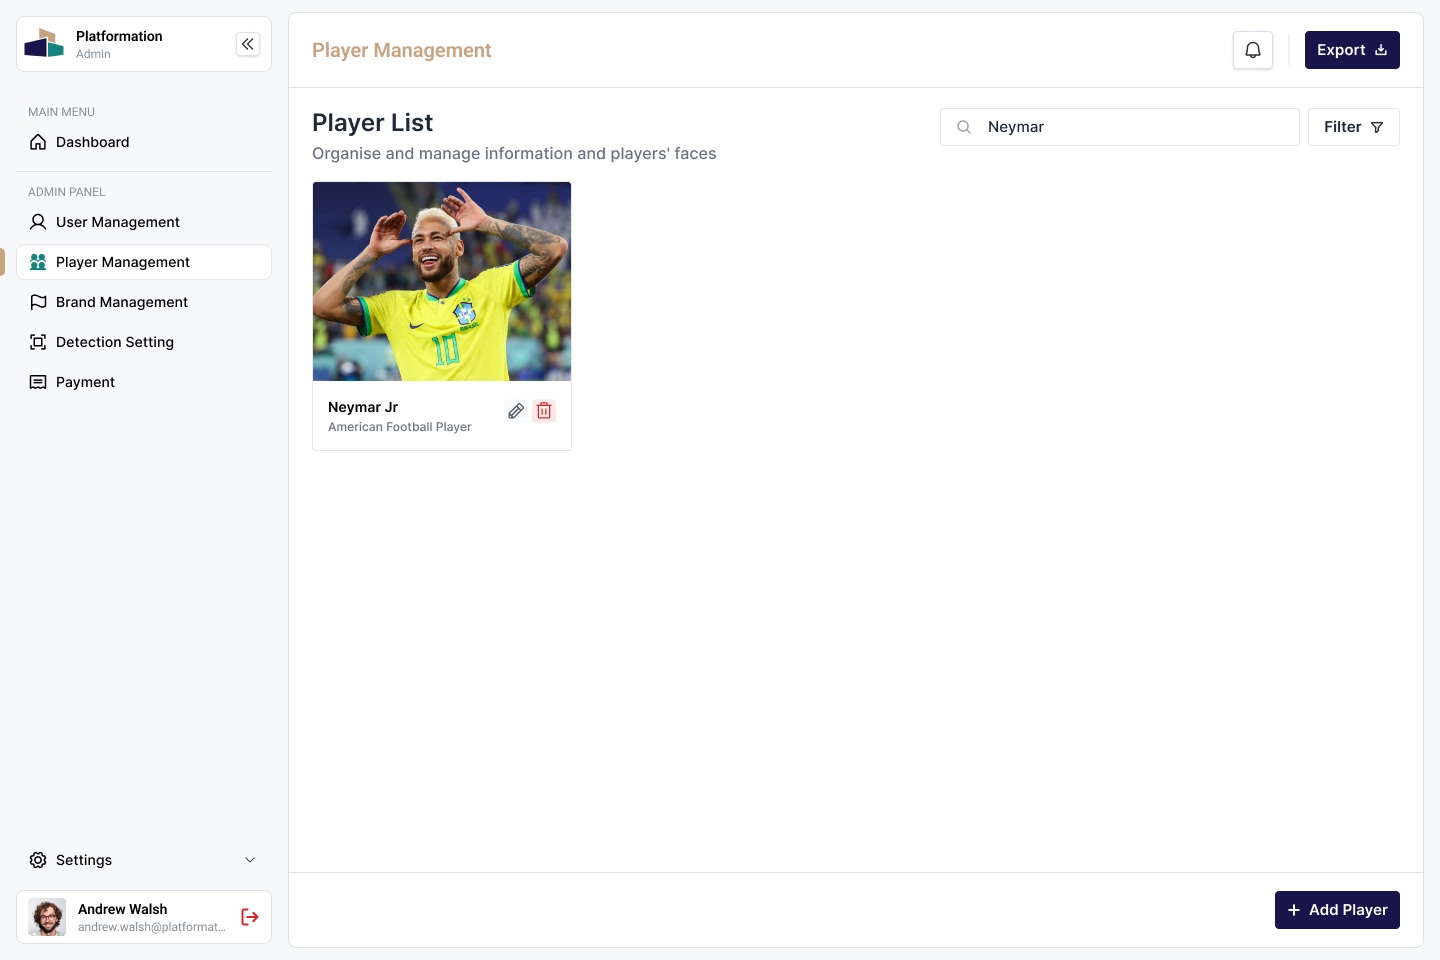 Platformation
Admin
MAIN MENU
Dashboard
ADMIN PANEL
User Management
Player Management
Brand Management
Detection Setting
Payment
Settings
Andrew Walsh
andrew.walsh@platformat...
Player Management
Export
Player List
Organise and manage information and players' faces
Neymar
Filter
BRASIL
10
Neymar Jr
American Football Player
+ Add Player